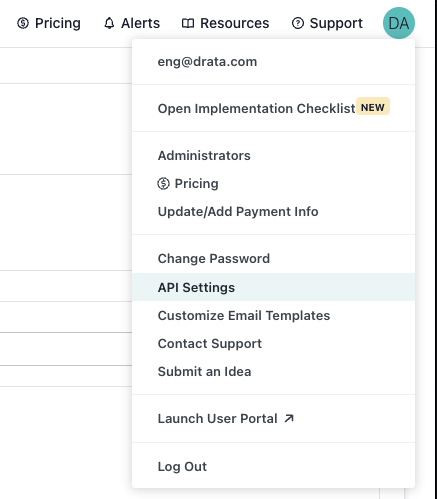 Pricing Alerts Resources Support DA
eng@drata.com
Open Implementation Checklist NEW
Administrators
Pricing
Update/Add Payment Info
Change Password
API Settings
Customize Email Templates
Contact Support
Submit an Idea
Launch User Portal
Log Out